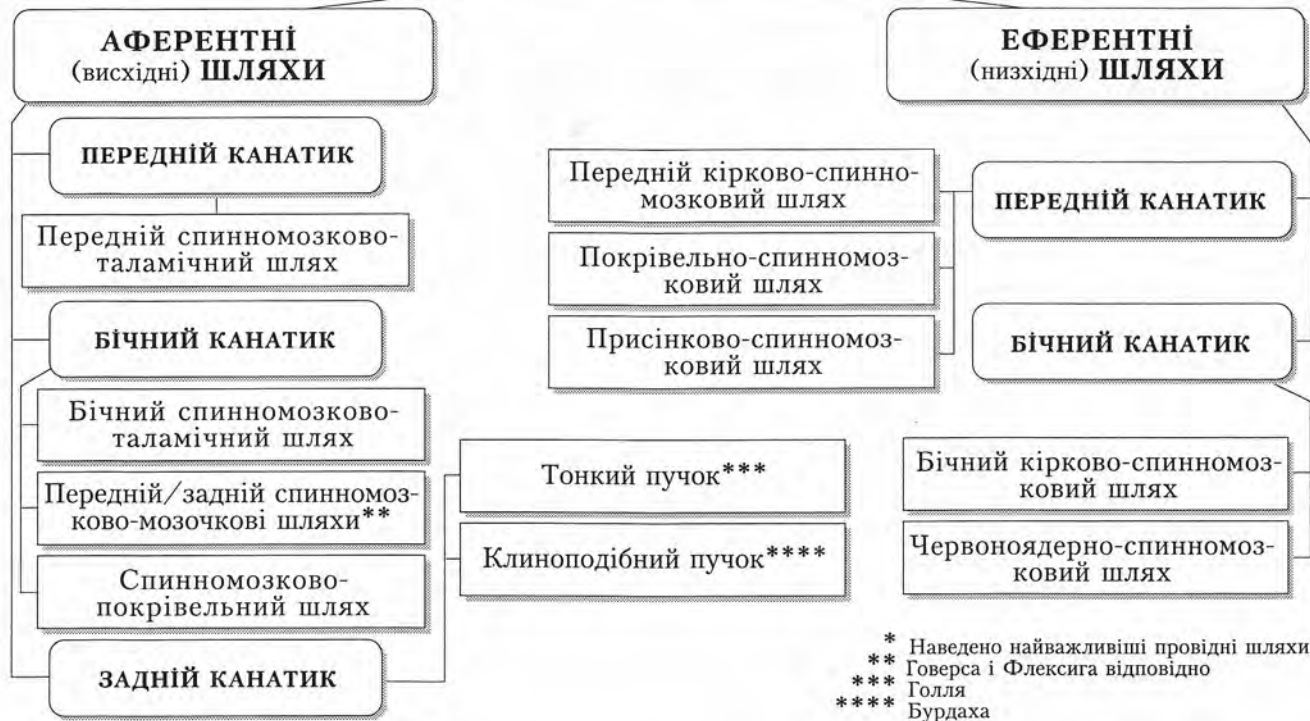 АФЕРЕНТНІ
(висхідні) ШЛЯХИ
ПЕРЕДНІЙ КАНАТИК
Передній спинномозково-
таламічний шлях
БІЧНИЙ КАНАТИК
Бічний спинномозково-
таламічний шлях
Передній/задній спинномоз-
ково-мозочкові шляхи**
Спинномозково-
покрівельний шлях
ЗАДНІЙ КАНАТИК
Тонкий пучок***
Клиноподібний пучок****
ЕФЕРЕНТНІ
(низхідні) ШЛЯХИ
ПЕРЕДНІЙ КАНАТИК
Передній кірково-спинно-
мозковий шлях
Покрівельно-спинномоз-
ковий шлях
Присінково-спинномоз-
ковий шлях
БІЧНИЙ КАНАТИК
Бічний кірково-спинномоз-
ковий шлях
Червоноядерно-спинномоз-
ковий шлях
* Наведено найважливіші провідні шляхи
** Говерса і Флексига відповідно
*** Голля
**** Бурдаха